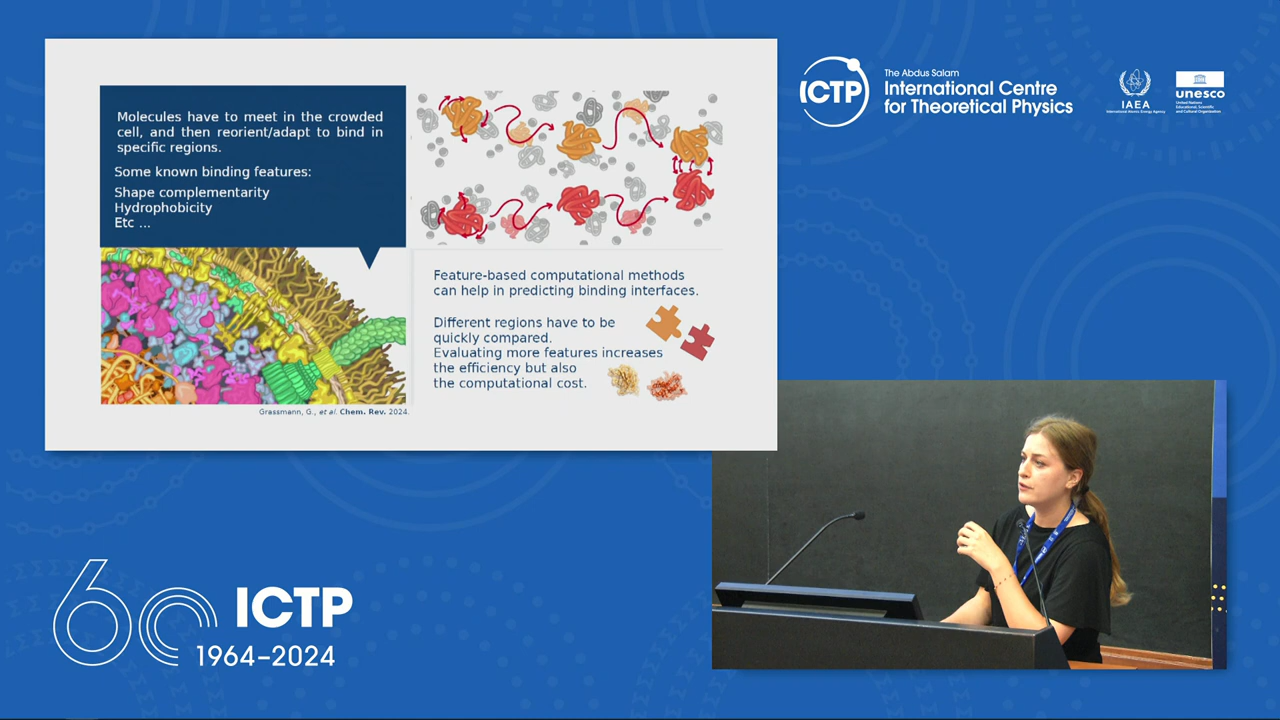 Molecules have to meet in the crowded
cell, and then reorient/adapt to bind in
specific regions.
Some known binding features:
Shape complementarity
Hydrophobicity
Etc ...
Grassmann, G., et al. Chem. Rev. 2024.
Feature-based computational methods
can help in predicting binding interfaces.
Different regions have to be
quickly compared.
Evaluating more features increases
the efficiency but also
the computational cost.
ICTP
The Abdus Salam
International Centre
for Theoretical Physics
IAEA
International Atomic Energy Agency
unesco
United Nations
Educational, Scientific
and Cultural Organization
60 ICTP
1964–2024